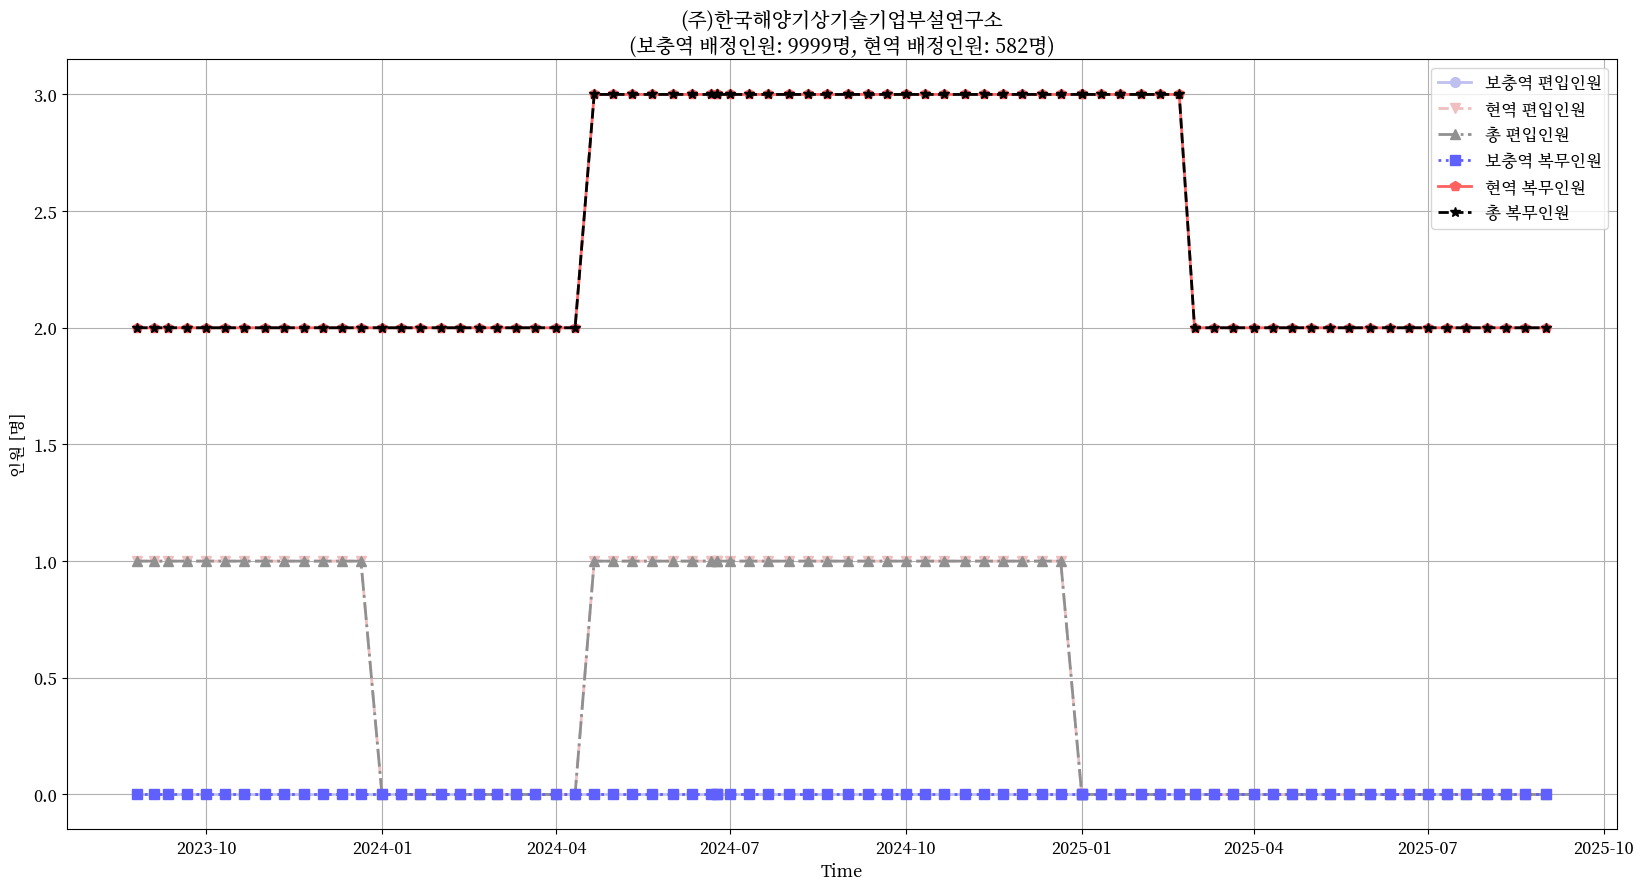 (주)한국해양기상기술기업부설연구소
(보충역 배정인원: 9999명, 현역 배정인원: 582명)
보충역 편입인원
현역 편입인원
총 편입인원
보충역 복무인원
현역 복무인원
총 복무인원
3.0
2.5
2.0
1.5
1.0
0.5
0.0
인원 [명]
2023-10
2024-01
2024-04
2024-07
2024-10
2025-01
2025-04
2025-07
2025-10
Time